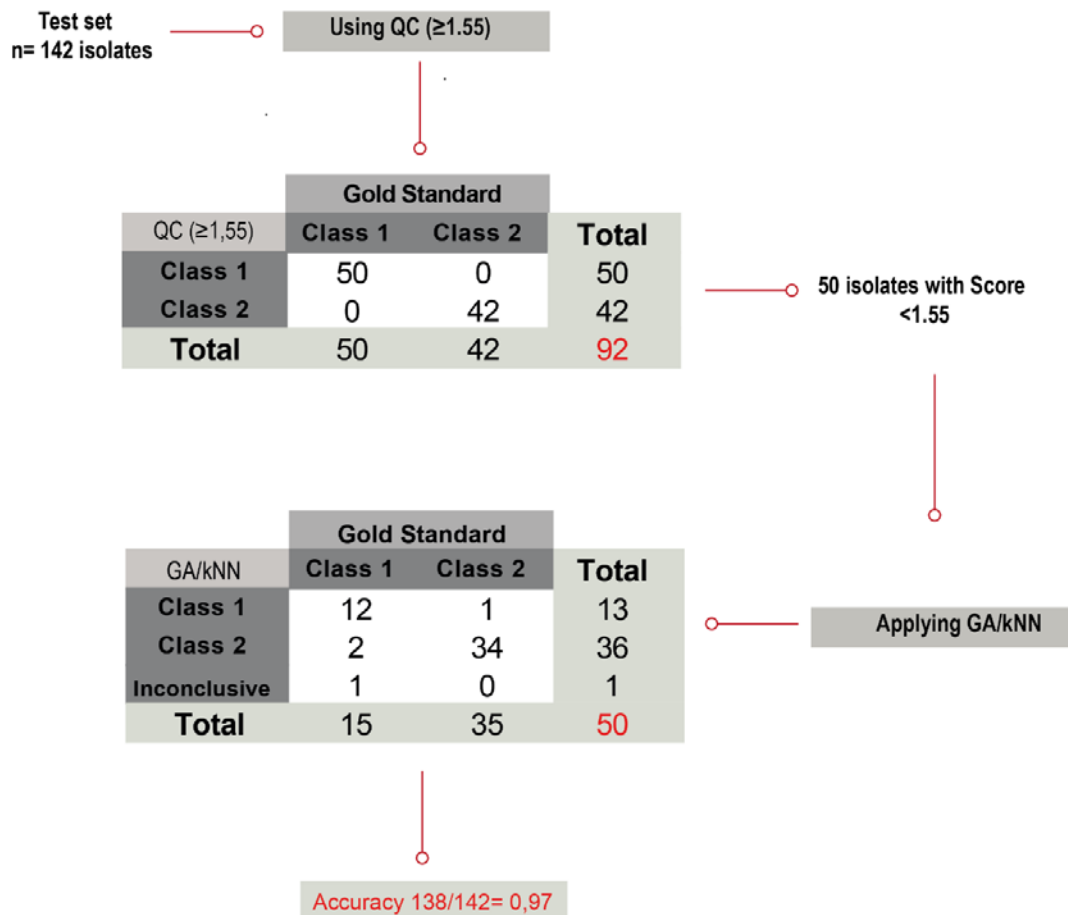 Test set
n= 142 isolates
Using QC (≥1.55)
Gold Standard
QC (≥1,55) Class 1 Class 2 Total
Class 1 50 0 50
Class 2 0 42 42
Total 50 42 92
50 isolates with Score
<1.55
Gold Standard
GA/kNN Class 1 Class 2 Total
Class 1 12 1 13
Class 2 2 34 36
Inconclusive 1 0 1
Total 15 35 50
Applying GA/kNN
Accuracy 138/142= 0,97